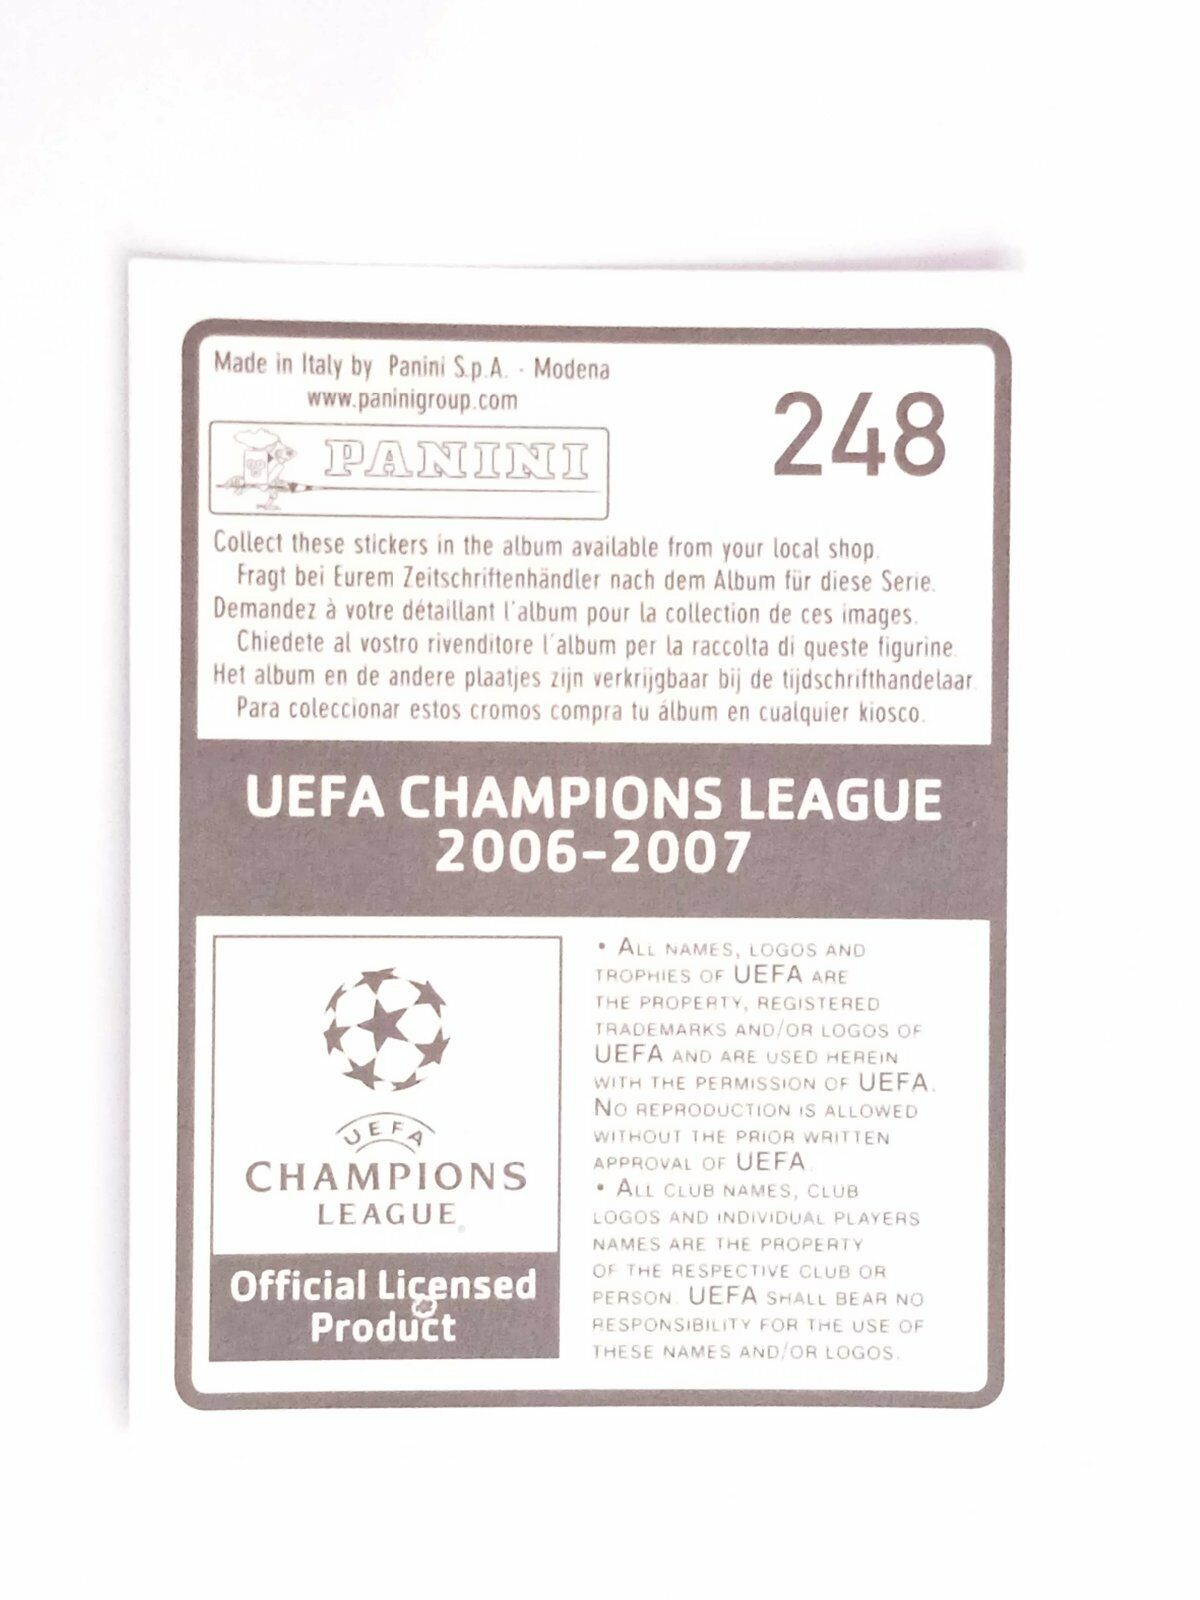 Made in Italy by Panini S.p.A. - Modena
www.paninigroup.com
248
PANINI
Collect these stickers in the album available from your local shop.
Fragt bei Eurem Zeitschriftenhändler nach dem Album für diese Serie.
Demandez à votre détaillant l'album pour la collection de ces images.
Chiedete al vostro rivenditore l'album per la raccolta di queste figurine.
Het album en de andere plaatjes zijn verkrijgbaar bij de tijdschrifthandelaar.
Para coleccionar estos cromos compra tu álbum en cualquier kiosco.
UEFA CHAMPIONS LEAGUE
2006-2007
UEFA
CHAMPIONS
LEAGUE®
Official Licensed
Product
• ALL NAMES, LOGOS AND
TROPHIES OF UEFA ARE
THE PROPERTY, REGISTERED
TRADEMARKS AND/OR LOGOS OF
UEFA AND ARE USED HEREIN
WITH THE PERMISSION OF UEFA.
NO REPRODUCTION IS ALLOWED
WITHOUT THE PRIOR WRITTEN
APPROVAL OF UEFA.
• ALL CLUB NAMES, CLUB
LOGOS AND INDIVIDUAL PLAYERS
NAMES ARE THE PROPERTY
OF THE RESPECTIVE CLUB OR
PERSON. UEFA SHALL BEAR NO
RESPONSIBILITY FOR THE USE OF
THESE NAMES AND/OR LOGOS.